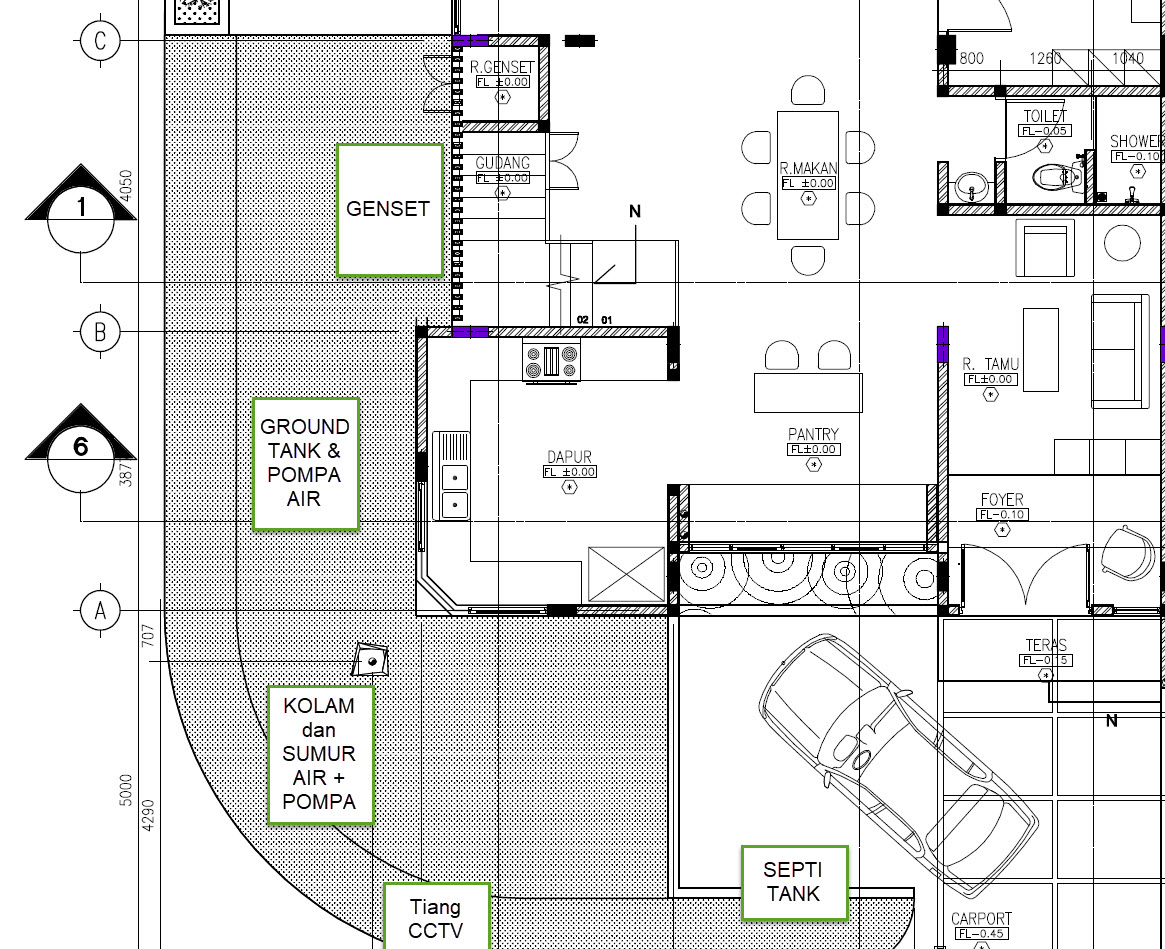 C
R.GENSET
FL ±0.00
*
800
1260
1040
TOILET
FL-0.05
*
SHOWER
FL-0.10
*
GUDANG
FL ±0.00
*
R.MAKAN
FL ±0.00
*
GENSET
4050
1
N
02
01
B
R. TAMU
FL±0.00
*
GROUND
TANK &
POMPA
AIR
PANTRY
FL±0.00
*
6
387
DAPUR
FL ±0.00
*
FOYER
FL-0.10
*
A
707
TERAS
FL-0.15
*
KOLAM
dan
SUMUR
AIR +
POMPA
N
5000
4290
SEPTI
TANK
Tiang
CCTV
CARPORT
FL-0.45
*